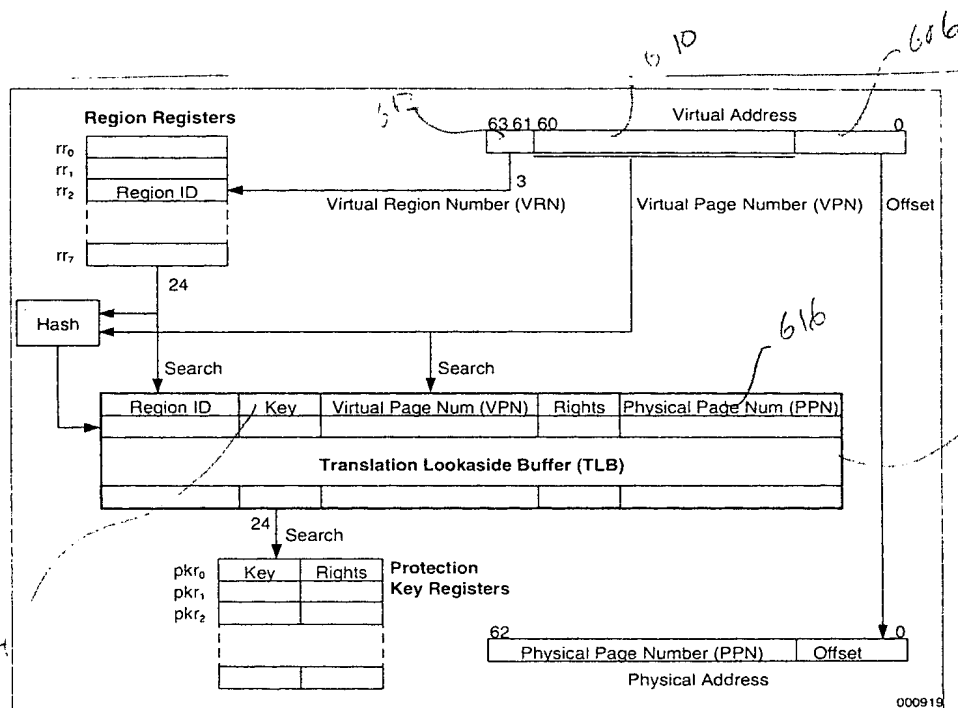 610
606
Region Registers
Virtual Address
63 61 60 0
rr0
rr1
rr2 Region ID
3
Virtual Region Number (VRN)
Virtual Page Number (VPN)
Offset
rr7
24
Hash
616
Search
Search
Region ID Key Virtual Page Num (VPN) Rights Physical Page Num (PPN)
Translation Lookaside Buffer (TLB)
24
Search
pkr0 Key Rights
Protection
Key Registers
pkr1
pkr2
62 0
Physical Page Number (PPN) Offset
Physical Address
000919